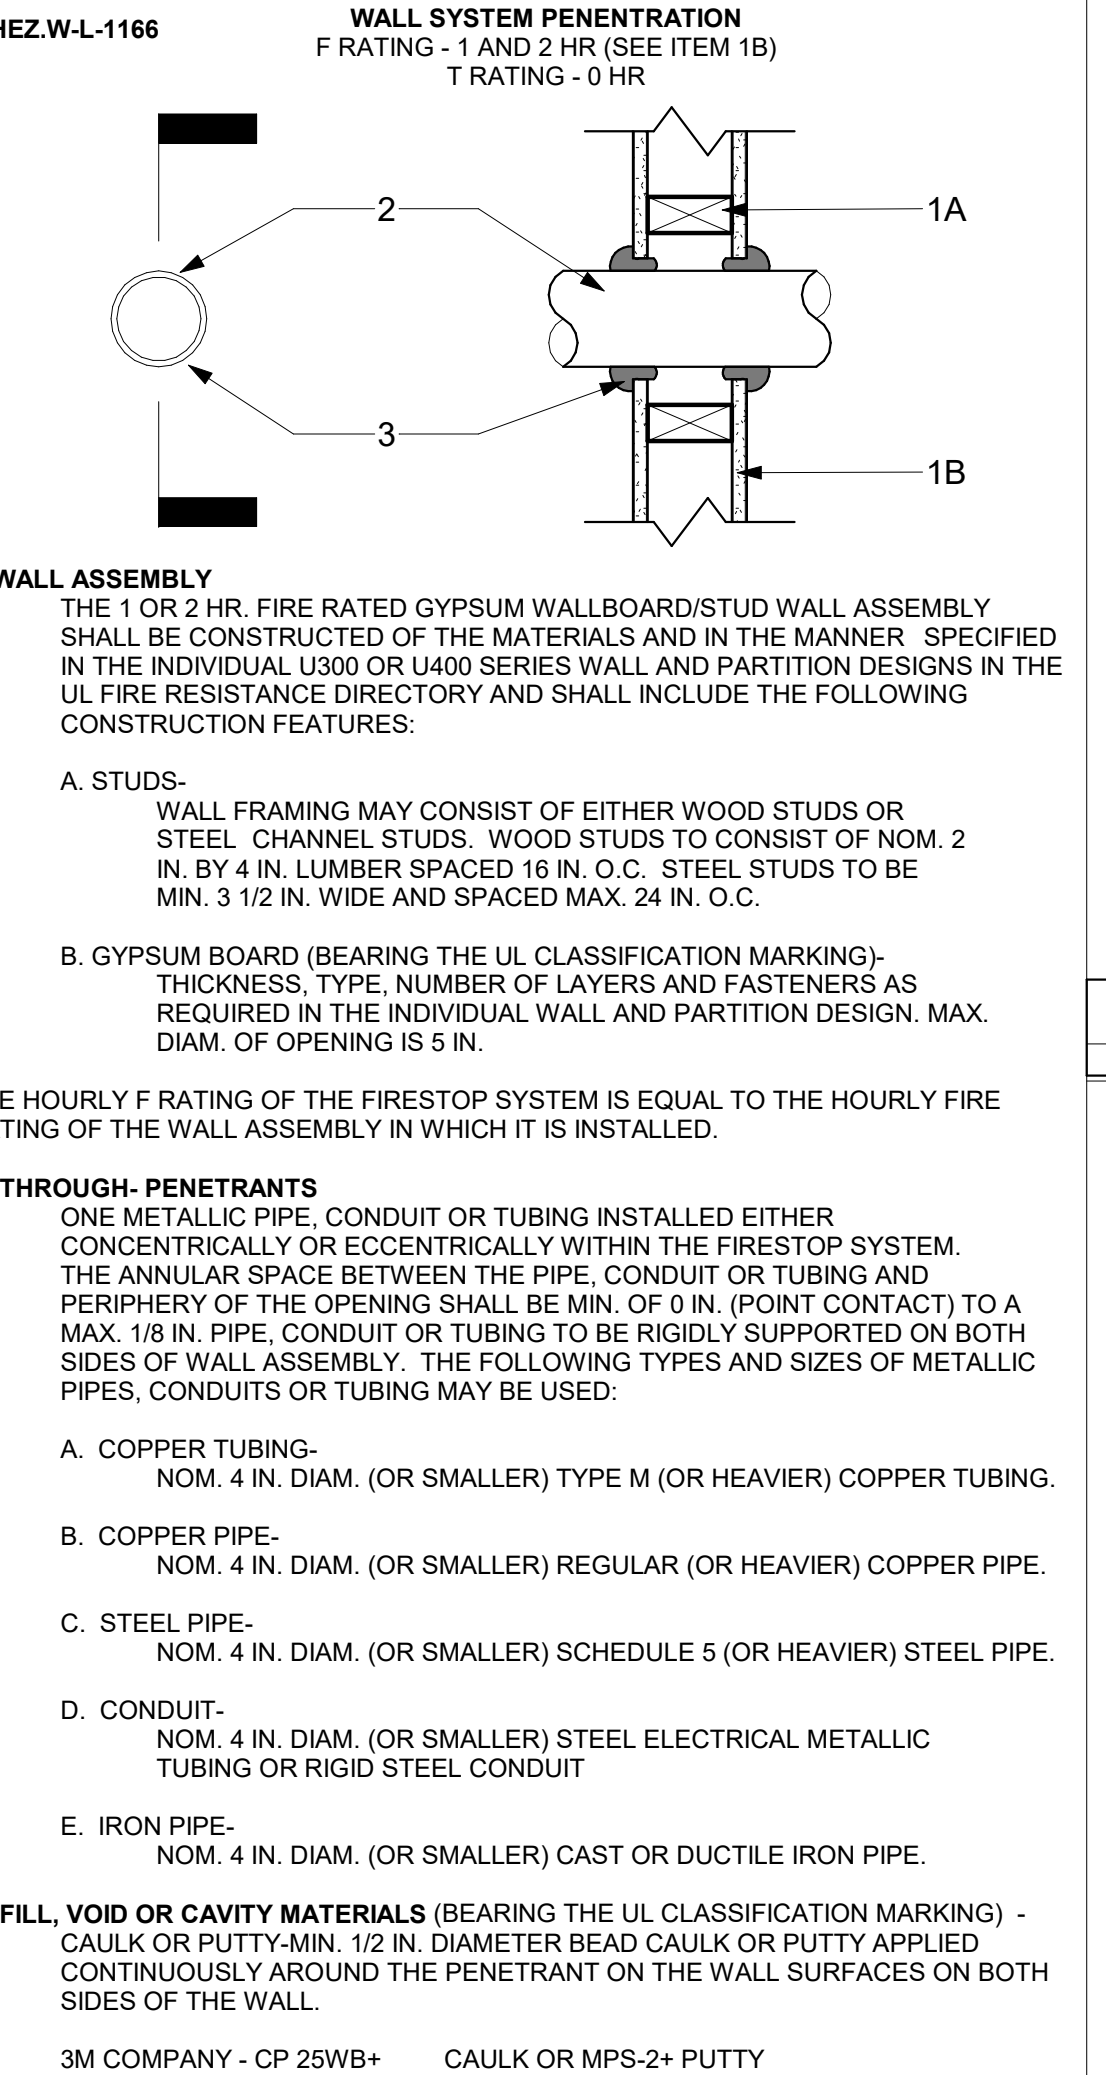 HEZ.W-L-1166
WALL SYSTEM PENENTRATION
F RATING - 1 AND 2 HR (SEE ITEM 1B)
T RATING - 0 HR
2
1A
3
1B
WALL ASSEMBLY
THE 1 OR 2 HR. FIRE RATED GYPSUM WALLBOARD/STUD WALL ASSEMBLY
SHALL BE CONSTRUCTED OF THE MATERIALS AND IN THE MANNER SPECIFIED
IN THE INDIVIDUAL U300 OR U400 SERIES WALL AND PARTITION DESIGNS IN THE
UL FIRE RESISTANCE DIRECTORY AND SHALL INCLUDE THE FOLLOWING
CONSTRUCTION FEATURES:
A. STUDS-
WALL FRAMING MAY CONSIST OF EITHER WOOD STUDS OR
STEEL CHANNEL STUDS. WOOD STUDS TO CONSIST OF NOM. 2
IN. BY 4 IN. LUMBER SPACED 16 IN. O.C. STEEL STUDS TO BE
MIN. 3 1/2 IN. WIDE AND SPACED MAX. 24 IN. O.C.
B. GYPSUM BOARD (BEARING THE UL CLASSIFICATION MARKING)-
THICKNESS, TYPE, NUMBER OF LAYERS AND FASTENERS AS
REQUIRED IN THE INDIVIDUAL WALL AND PARTITION DESIGN. MAX.
DIAM. OF OPENING IS 5 IN.
E HOURLY F RATING OF THE FIRESTOP SYSTEM IS EQUAL TO THE HOURLY FIRE
TING OF THE WALL ASSEMBLY IN WHICH IT IS INSTALLED.
THROUGH- PENETRANTS
ONE METALLIC PIPE, CONDUIT OR TUBING INSTALLED EITHER
CONCENTRICALLY OR ECCENTRICALLY WITHIN THE FIRESTOP SYSTEM.
THE ANNULAR SPACE BETWEEN THE PIPE, CONDUIT OR TUBING AND
PERIPHERY OF THE OPENING SHALL BE MIN. OF 0 IN. (POINT CONTACT) TO A
MAX. 1/8 IN. PIPE, CONDUIT OR TUBING TO BE RIGIDLY SUPPORTED ON BOTH
SIDES OF WALL ASSEMBLY. THE FOLLOWING TYPES AND SIZES OF METALLIC
PIPES, CONDUITS OR TUBING MAY BE USED:
A. COPPER TUBING-
NOM. 4 IN. DIAM. (OR SMALLER) TYPE M (OR HEAVIER) COPPER TUBING.
B. COPPER PIPE-
NOM. 4 IN. DIAM. (OR SMALLER) REGULAR (OR HEAVIER) COPPER PIPE.
C. STEEL PIPE-
NOM. 4 IN. DIAM. (OR SMALLER) SCHEDULE 5 (OR HEAVIER) STEEL PIPE.
D. CONDUIT-
NOM. 4 IN. DIAM. (OR SMALLER) STEEL ELECTRICAL METALLIC
TUBING OR RIGID STEEL CONDUIT
E. IRON PIPE-
NOM. 4 IN. DIAM. (OR SMALLER) CAST OR DUCTILE IRON PIPE.
FILL, VOID OR CAVITY MATERIALS (BEARING THE UL CLASSIFICATION MARKING) -
CAULK OR PUTTY-MIN. 1/2 IN. DIAMETER BEAD CAULK OR PUTTY APPLIED
CONTINUOUSLY AROUND THE PENETRANT ON THE WALL SURFACES ON BOTH
SIDES OF THE WALL.
3M COMPANY - CP 25WB+ CAULK OR MPS-2+ PUTTY